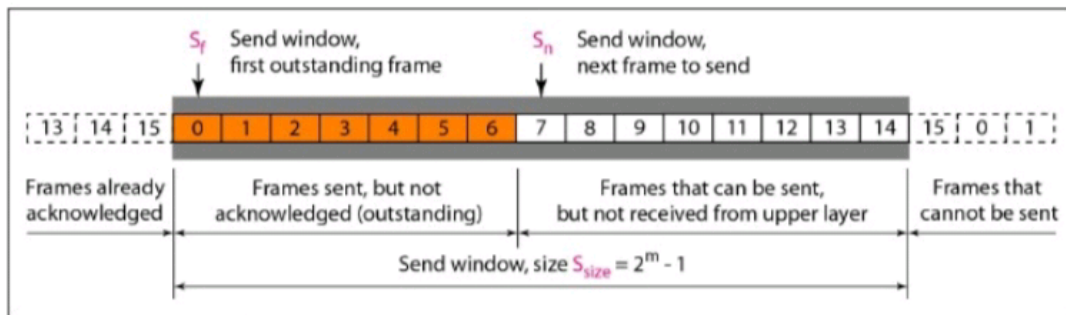 Sf Send window,
first outstanding frame
Sn Send window,
next frame to send
13 14 15 0 1 2 3 4 5 6 7 8 9 10 11 12 13 14 15 0 1
Frames already
acknowledged
Frames sent, but not
acknowledged (outstanding)
Frames that can be sent,
but not received from upper layer
Frames that
cannot be sent
Send window, size Ssize = 2^m - 1